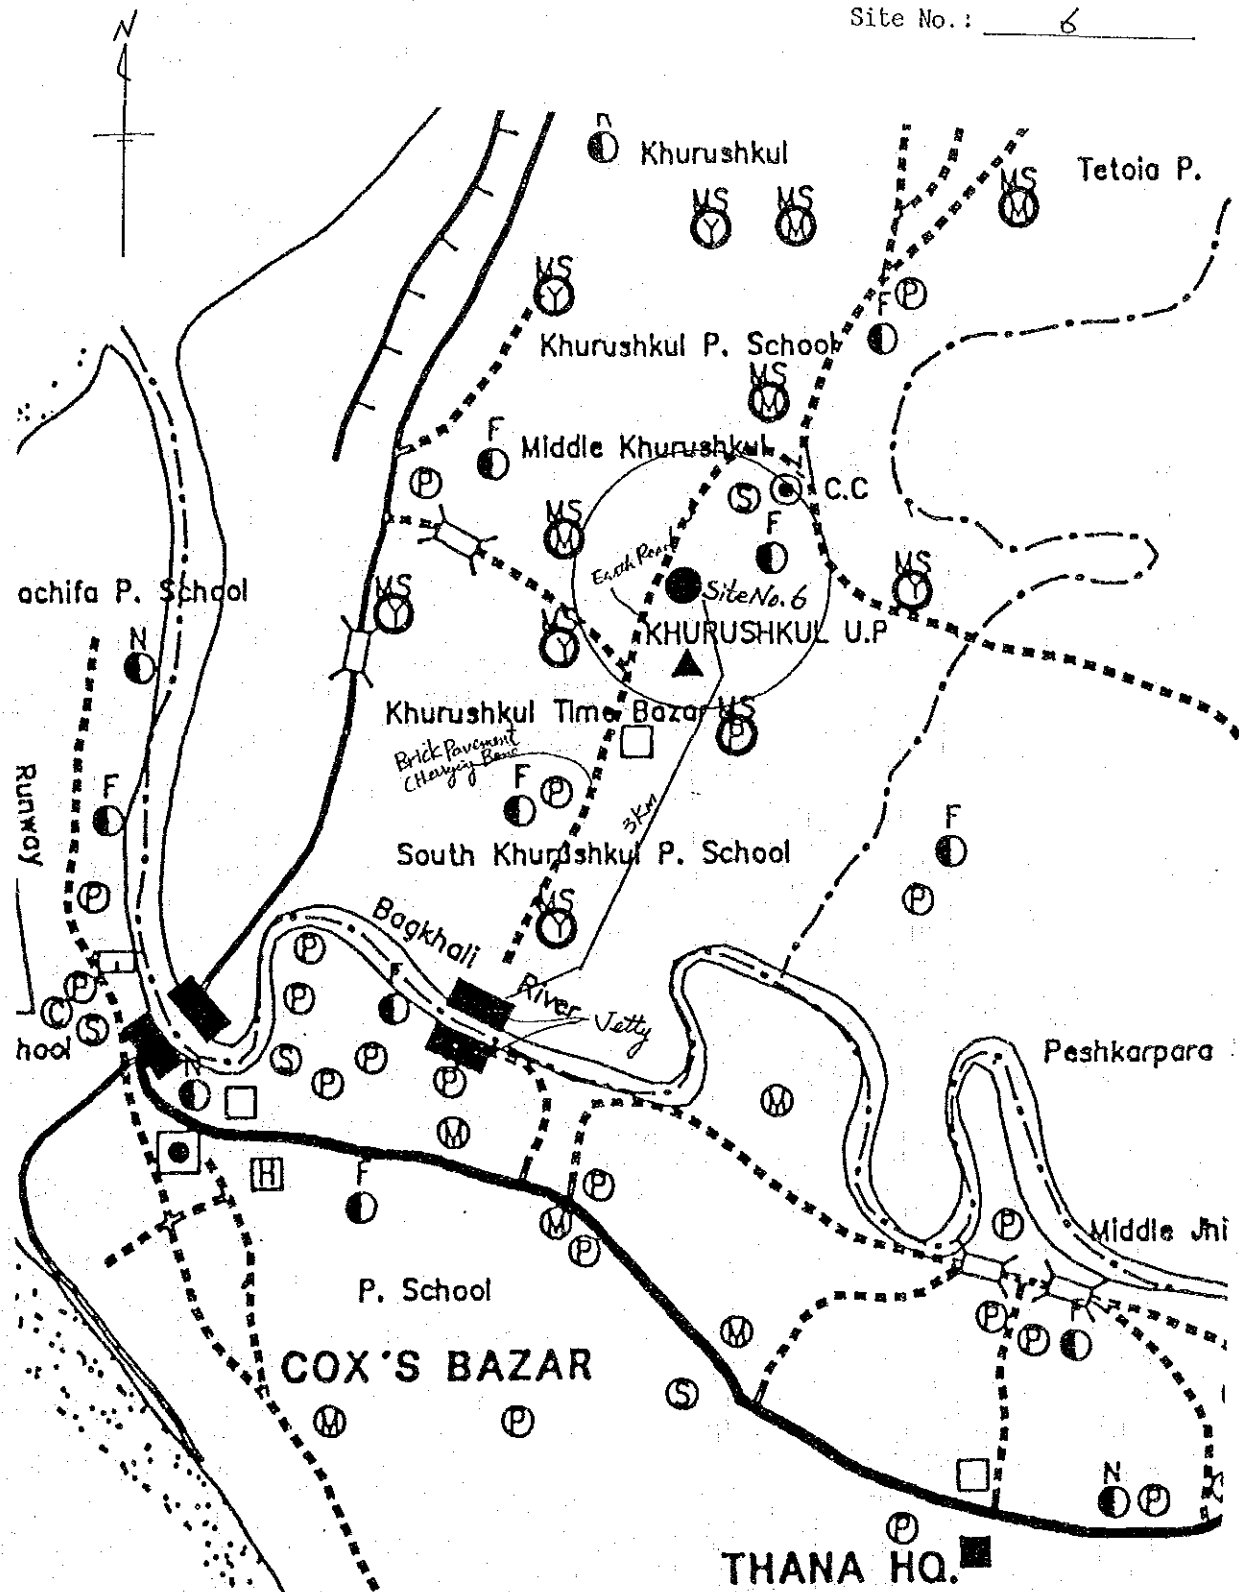 Site No.: 6
N
Khurushkul
Tetoia P.
MS
Y
MS
M
MS
M
MS
Y
P
F
Khurushkul P. School
MS
M
F
Middle Khurushkul
P
S
C.C
MS
M
F
Earth Road
Site No. 6
MS
Y
achifa P. School
MS
Y
MS
Y
KHURUSHKUL U.P
N
Khurushkul Time Bazar
MS
P
Brick Pavement
F
P
3Km
Runway
F
F
South Khurushkul P. School
P
P
MS
Y
Bagkhali
River
Jetty
P
P
P
F
C
S
hool
S
P
P
P
Peshkarpara
N
M
M
H
F
P
M
P
P
Middle Jhi
P. School
M
P
P
F
COX'S BAZAR
S
M
P
N
P
P
THANA HQ.